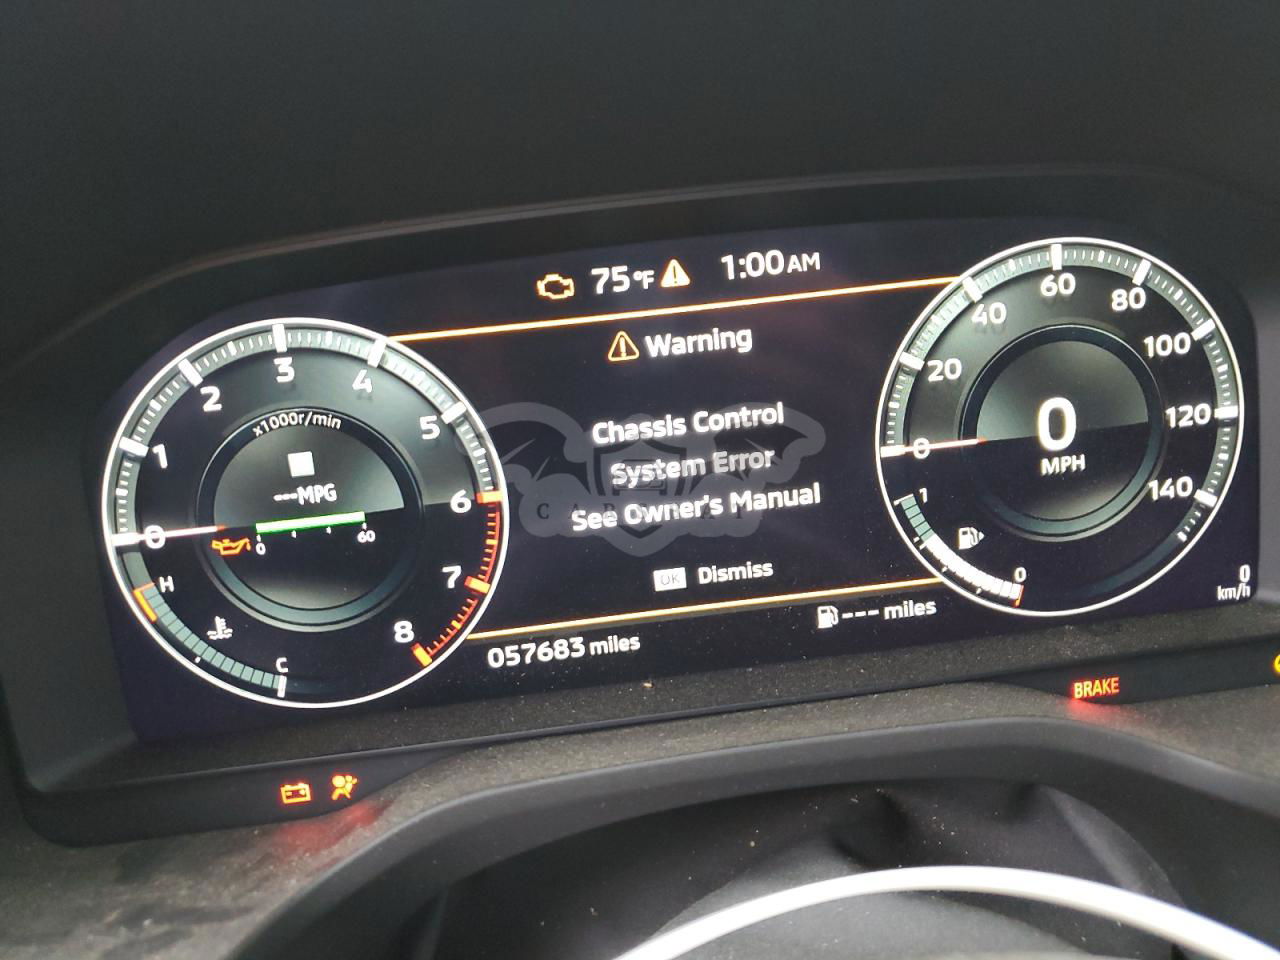 75°F
1:00AM
Warning
Chassis Control
System Error
See Owner's Manual
OK Dismiss
057683 miles
--- miles
0
1
2
3
4
5
6
7
8
x1000r/min
---MPG
0
60
H
C
0
20
40
60
80
100
120
140
0
MPH
1
0
0
km/h
BRAKE